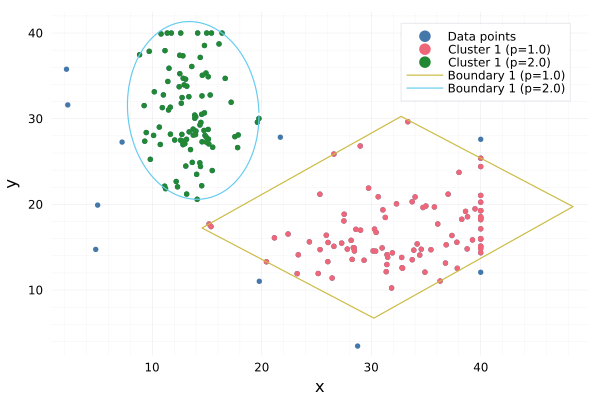 Data points
Cluster 1 (p=1.0)
Cluster 1 (p=2.0)
Boundary 1 (p=1.0)
Boundary 1 (p=2.0)
40
30
20
10
y
10
20
30
40
x